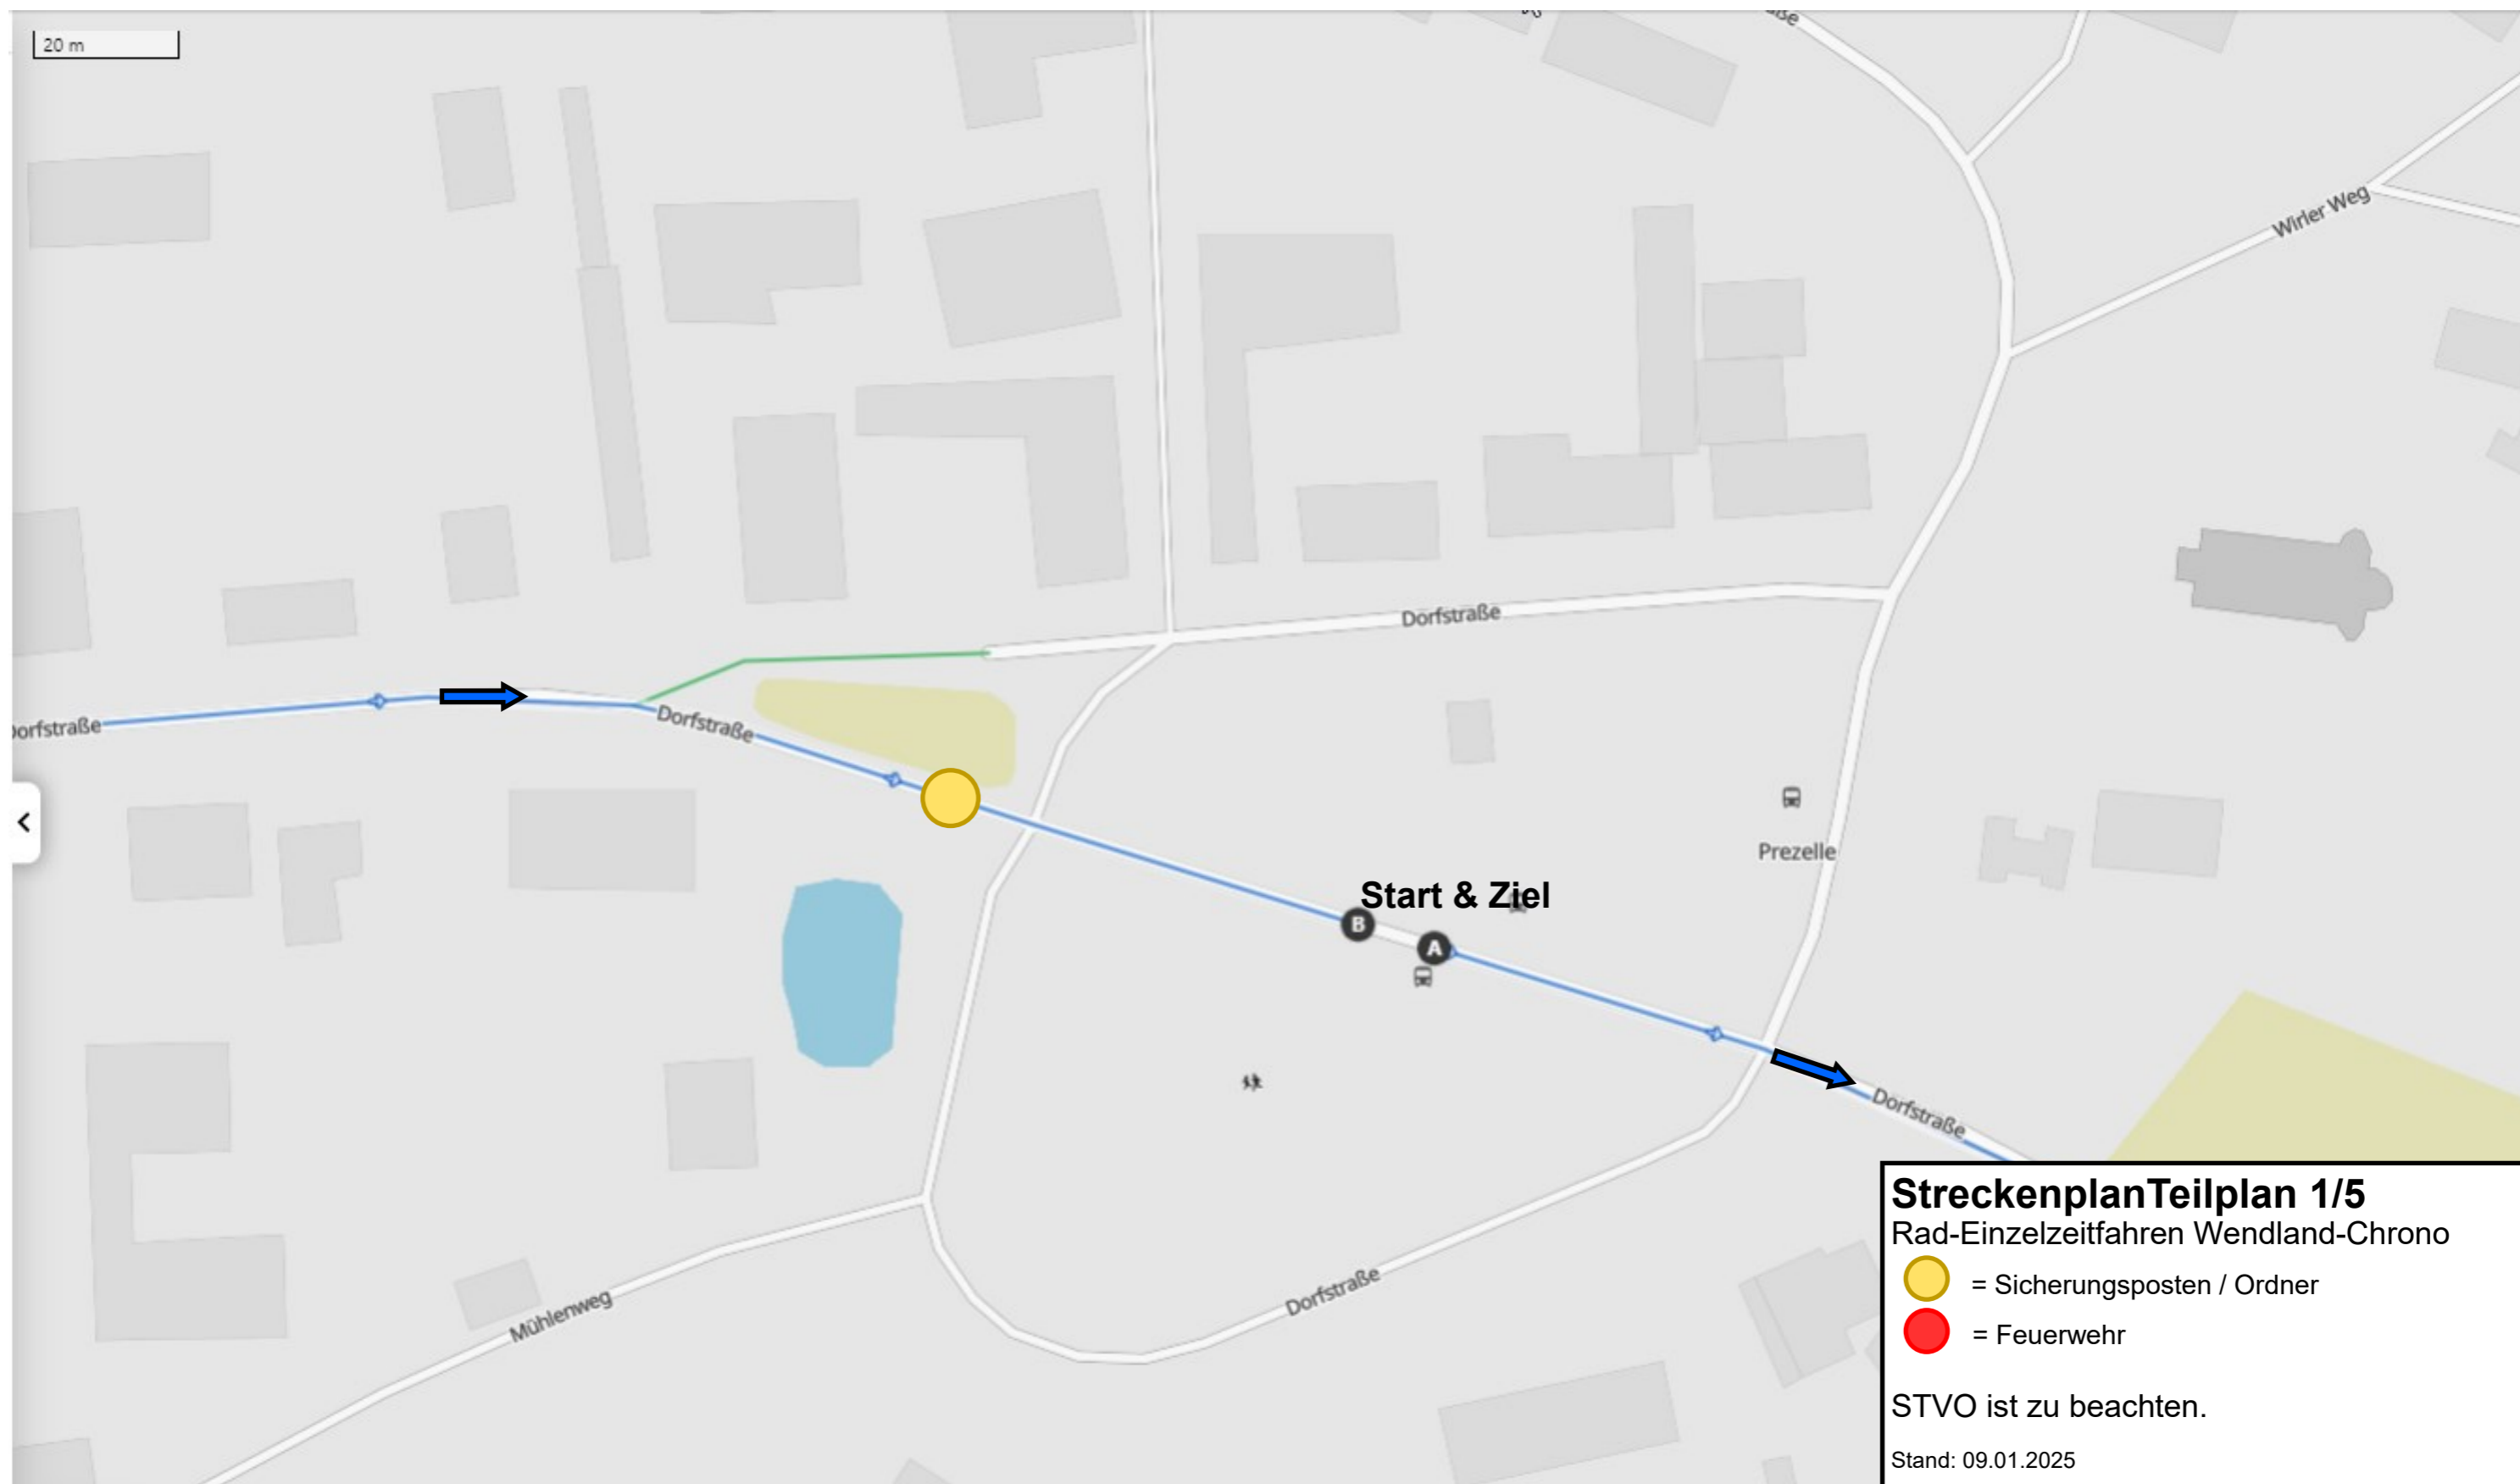 20 m
Wirler Weg
Dorfstraße
Dorfstraße
Dorfstraße
Prezelle
Start & Ziel
B
A
Dorfstraße
Dorfstraße
Mühlenweg
StreckenplanTeilplan 1/5
Rad-Einzelzeitfahren Wendland-Chrono
= Sicherungsposten / Ordner
= Feuerwehr
STVO ist zu beachten.
Stand: 09.01.2025